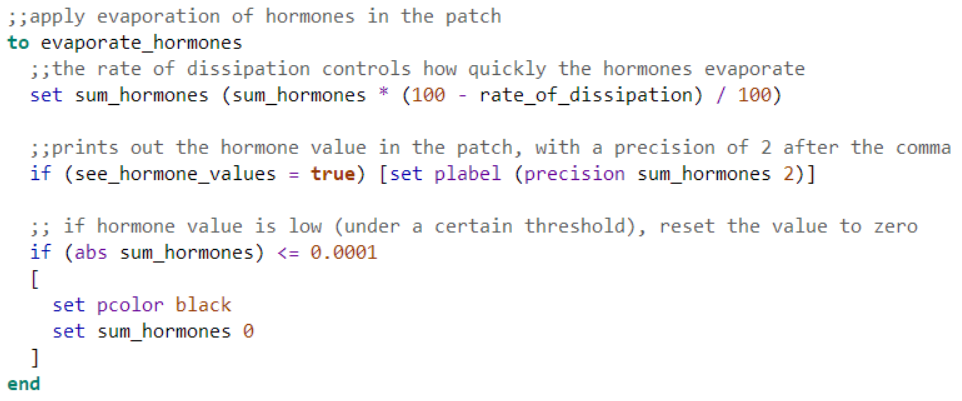 ;;apply evaporation of hormones in the patch
to evaporate_hormones
;;the rate of dissipation controls how quickly the hormones evaporate
set sum_hormones (sum_hormones * (100 - rate_of_dissipation) / 100)
;;prints out the hormone value in the patch, with a precision of 2 after the comma
if (see_hormone_values = true) [set plabel (precision sum_hormones 2)]
;; if hormone value is low (under a certain threshold), reset the value to zero
if (abs sum_hormones) <= 0.0001
[
set pcolor black
set sum_hormones 0
]
end